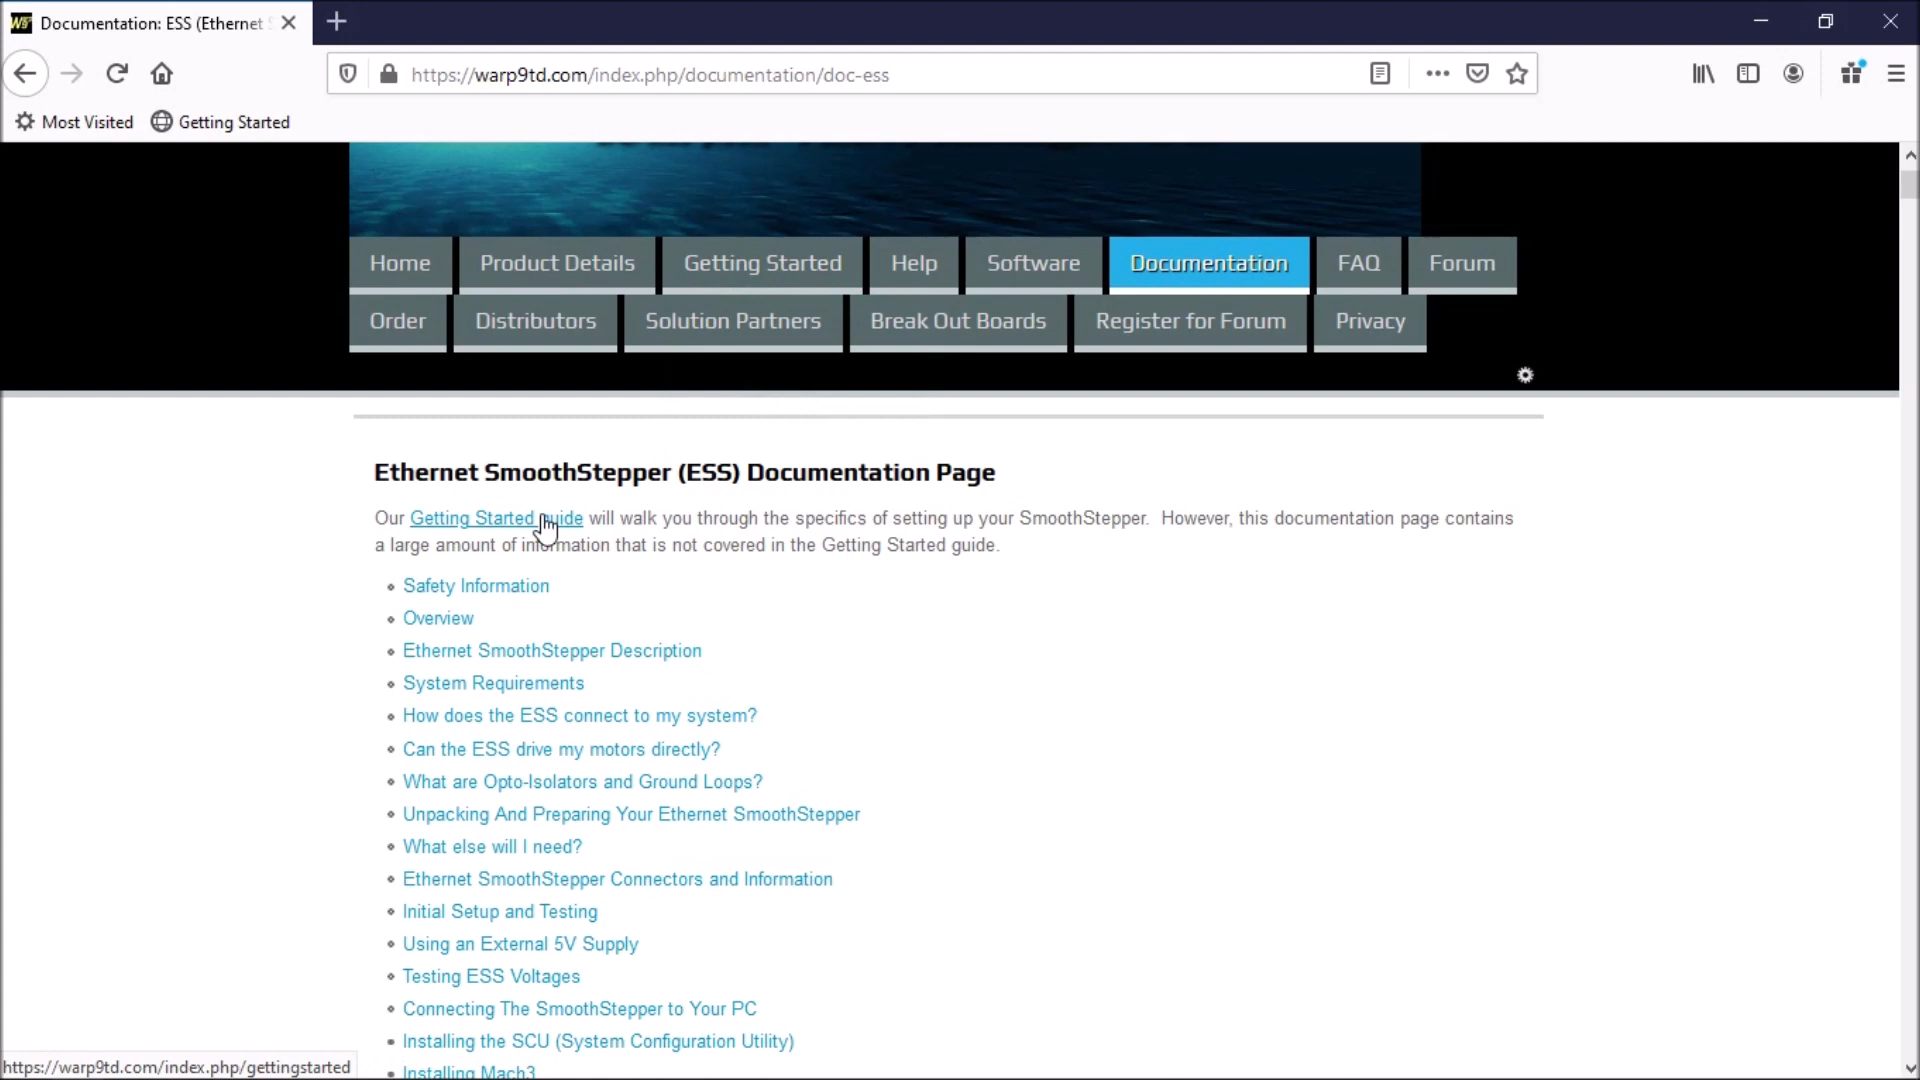 Documentation: ESS (Ethernet
https://warp9td.com/index.php/documentation/doc-ess
Most Visited Getting Started
Home Product Details Getting Started Help Software Documentation FAQ Forum
Order Distributors Solution Partners Break Out Boards Register for Forum Privacy
Ethernet SmoothStepper (ESS) Documentation Page
Our Getting Started guide will walk you through the specifics of setting up your SmoothStepper. However, this documentation page contains
a large amount of information that is not covered in the Getting Started guide.
Safety Information
Overview
Ethernet SmoothStepper Description
System Requirements
How does the ESS connect to my system?
Can the ESS drive my motors directly?
What are Opto-Isolators and Ground Loops?
Unpacking And Preparing Your Ethernet SmoothStepper
What else will I need?
Ethernet SmoothStepper Connectors and Information
Initial Setup and Testing
Using an External 5V Supply
Testing ESS Voltages
Connecting The SmoothStepper to Your PC
Installing the SCU (System Configuration Utility)
Installing Mach3
https://warp9td.com/index.php/gettingstarted